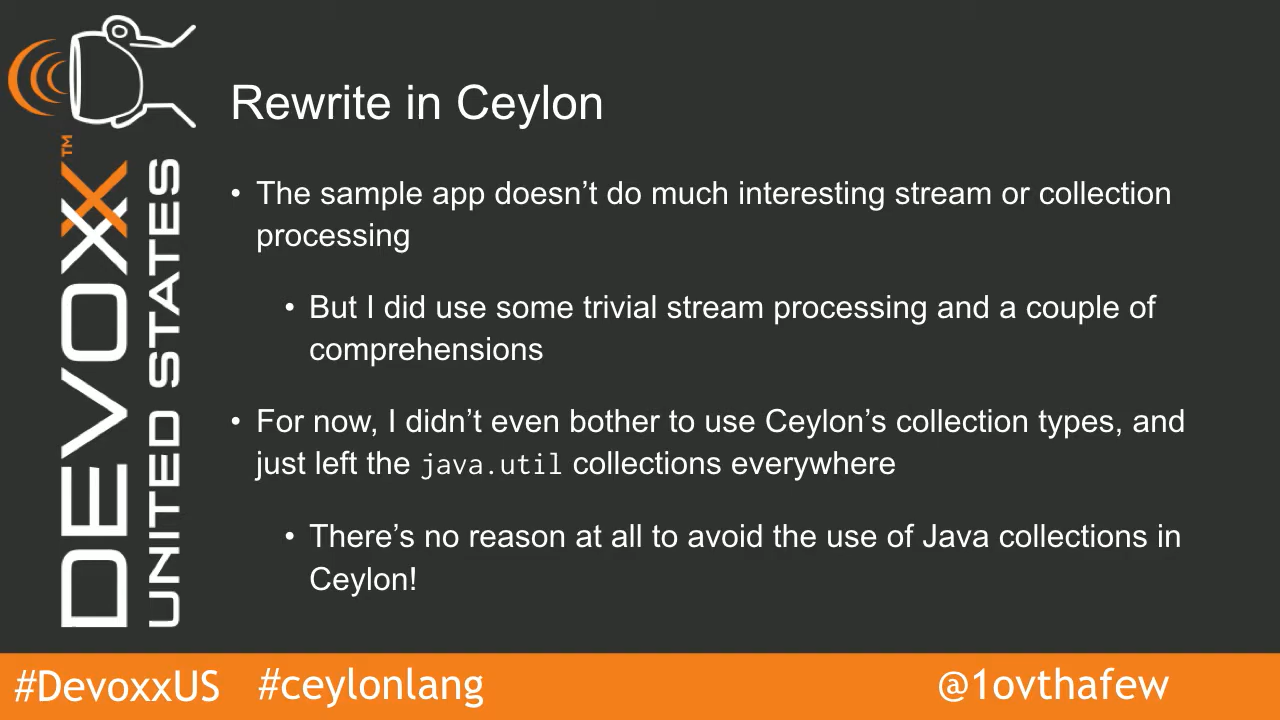 Rewrite in Ceylon
• The sample app doesn’t do much interesting stream or collection
processing
• But I did use some trivial stream processing and a couple of
comprehensions
• For now, I didn’t even bother to use Ceylon’s collection types, and
just left the java.util collections everywhere
• There’s no reason at all to avoid the use of Java collections in
Ceylon!
DEVOXX™
UNITED STATES
#DevoxxUS #ceylonlang @1ovthafew